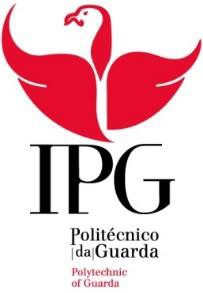 IPG
Politécnico
|da|Guarda
Polytechnic
of Guarda